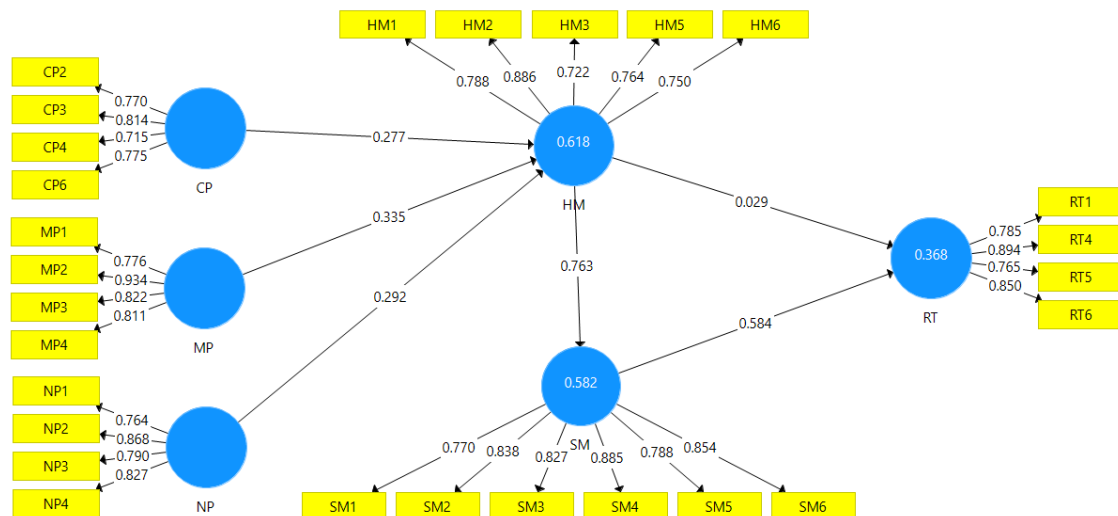 HM1
HM2
HM3
HM5
HM6
0.788
0.886
0.722
0.764
0.750
CP2
CP3
CP4
CP6
0.770
0.814
0.715
0.775
CP
0.277
0.618
HM
MP1
MP2
MP3
MP4
0.776
0.934
0.822
0.811
MP
0.335
0.292
0.763
0.029
0.584
RT1
RT4
RT5
RT6
0.785
0.894
0.765
0.850
0.368
RT
NP1
NP2
NP3
NP4
0.764
0.868
0.790
0.827
NP
0.582
SM
0.770
0.838
0.827
0.885
0.788
0.854
SM1
SM2
SM3
SM4
SM5
SM6